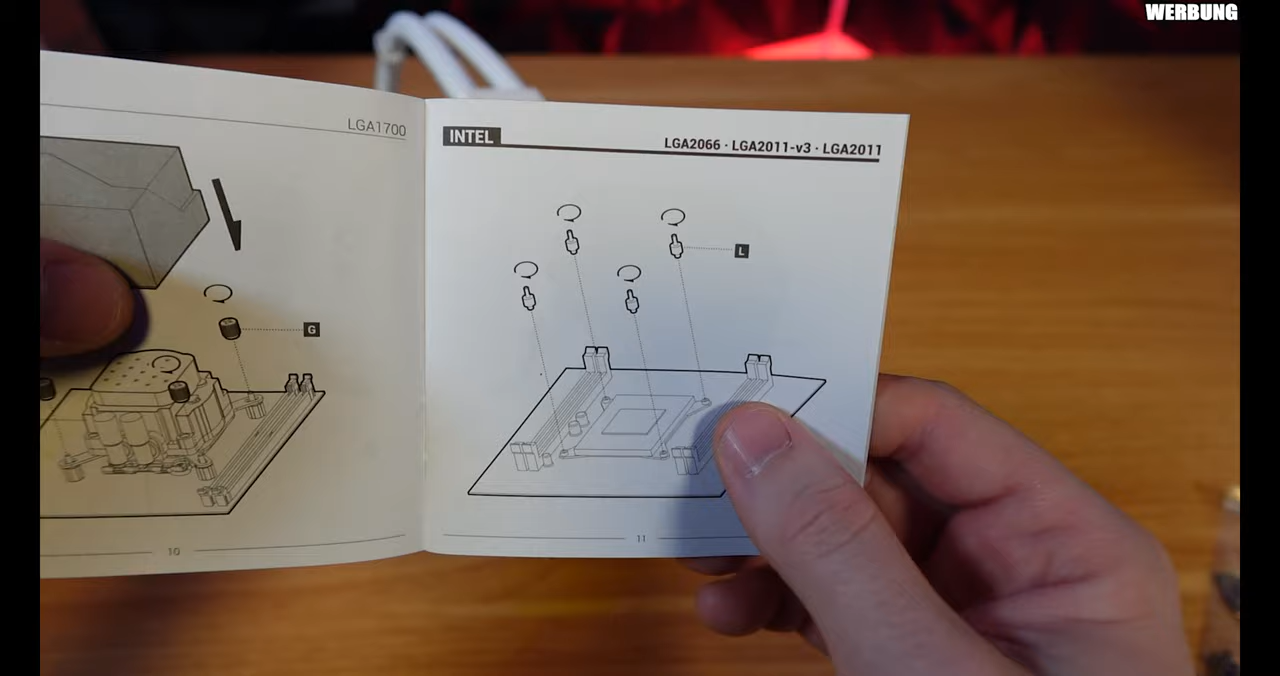 WERBUNG
LGA1700
G
10
INTEL
LGA2066 · LGA2011-v3 · LGA2011
L
11